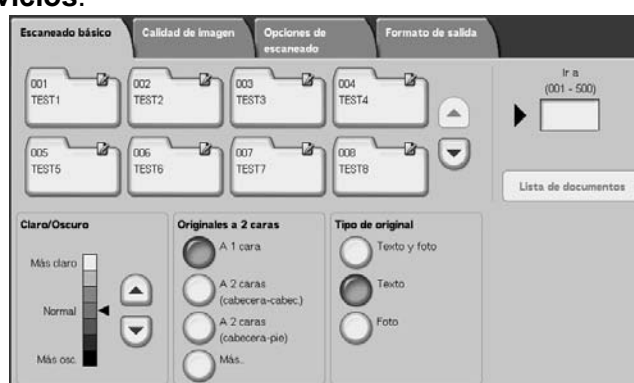 vicios.
Escaneado básico
Calidad de imagen
Opciones de
escaneado
Formato de salida
001
TEST1
002
TEST2
003
TEST3
004
TEST4
Ir a
(001 - 500)
005
TEST5
006
TEST6
007
TEST7
008
TEST8
Lista de documentos
Claro/Oscuro
Más claro
Normal
Más osc.
Originales a 2 caras
A 1 cara
A 2 caras
(cabecera-cabec.)
A 2 caras
(cabecera-pie)
Más..
Tipo de original
Texto y foto
Texto
Foto